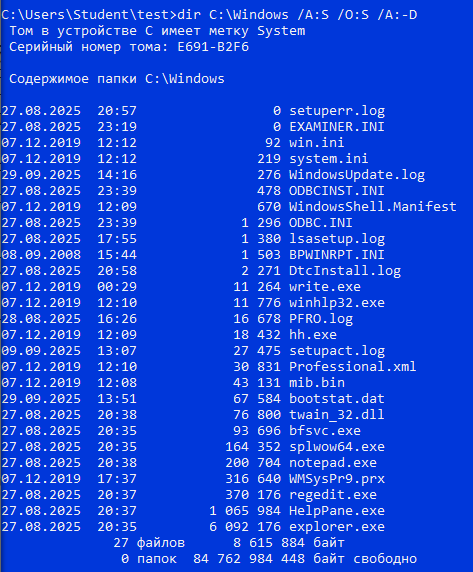 C:\Users\Student\test>dir C:\Windows /A:S /O:S /A:-D
Том в устройстве C имеет метку System
Серийный номер тома: E691-B2F6
Содержимое папки C:\Windows
27.08.2025 20:57 0 setuperr.log
27.08.2025 23:19 0 EXAMINER.INI
07.12.2019 12:12 92 win.ini
07.12.2019 12:12 219 system.ini
29.09.2025 14:16 276 WindowsUpdate.log
27.08.2025 23:39 478 ODBCINST.INI
07.12.2019 12:09 670 WindowsShell.Manifest
27.08.2025 23:39 1 296 ODBC.INI
27.08.2025 17:55 1 380 lsasetup.log
08.09.2008 15:44 1 503 BPWINRPT.INI
27.08.2025 20:58 2 271 DtcInstall.log
07.12.2019 00:29 11 264 write.exe
07.12.2019 12:10 11 776 winhlp32.exe
28.08.2025 16:26 16 678 PFRO.log
07.12.2019 12:09 18 432 hh.exe
09.09.2025 13:07 27 475 setupact.log
07.12.2019 12:10 30 831 Professional.xml
07.12.2019 12:08 43 131 mib.bin
29.09.2025 13:51 67 584 bootstat.dat
27.08.2025 20:38 76 800 twain_32.dll
27.08.2025 20:35 93 696 bfsvc.exe
27.08.2025 20:35 164 352 splwow64.exe
27.08.2025 20:38 200 704 notepad.exe
07.12.2019 17:37 316 640 WMSysPr9.prx
27.08.2025 20:37 370 176 regedit.exe
27.08.2025 20:37 1 065 984 HelpPane.exe
27.08.2025 20:35 6 092 176 explorer.exe
27 файлов 8 615 884 байт
0 папок 84 762 984 448 байт свободно